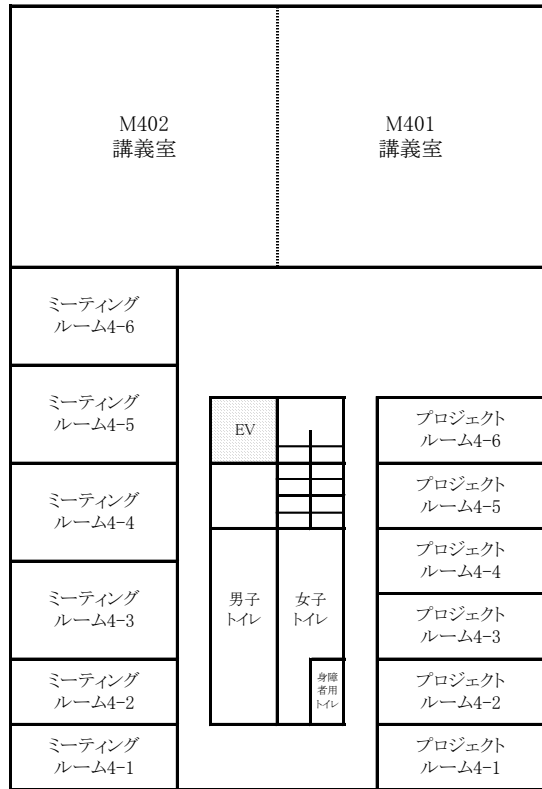 M402
講義室
M401
講義室
ミーティング
ルーム4-6
ミーティング
ルーム4-5
ミーティング
ルーム4-4
ミーティング
ルーム4-3
ミーティング
ルーム4-2
ミーティング
ルーム4-1
EV
男子
トイレ
女子
トイレ
身障
者用
トイレ
プロジェクト
ルーム4-6
プロジェクト
ルーム4-5
プロジェクト
ルーム4-4
プロジェクト
ルーム4-3
プロジェクト
ルーム4-2
プロジェクト
ルーム4-1